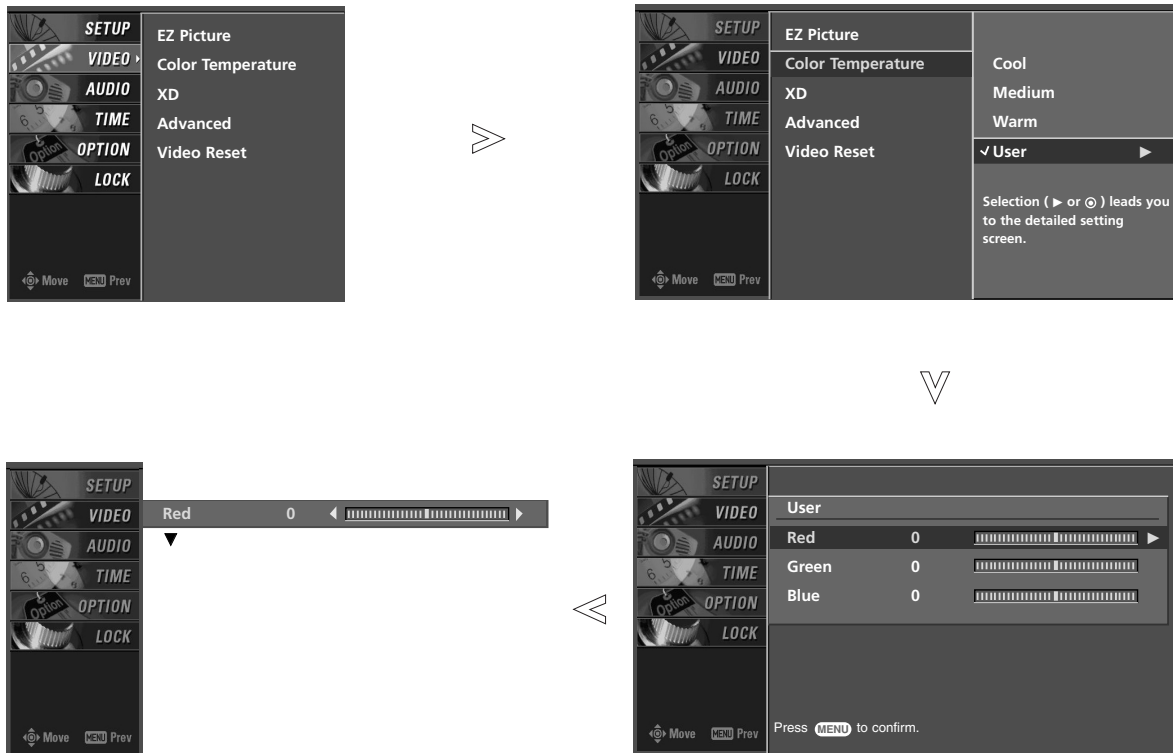 SETUP
VIDEO
AUDIO
TIME
OPTION
LOCK
Move MENU Prev
EZ Picture
Color Temperature
XD
Advanced
Video Reset
SETUP
VIDEO
AUDIO
TIME
OPTION
LOCK
Move MENU Prev
EZ Picture
Color Temperature
XD
Advanced
Video Reset
Cool
Medium
Warm
✓ User ►
Selection ( ► or ◉ ) leads you
to the detailed setting
screen.
SETUP
VIDEO
AUDIO
TIME
OPTION
LOCK
Move MENU Prev
User
Red 0
Green 0
Blue 0
Press MENU to confirm.
SETUP
VIDEO
AUDIO
TIME
OPTION
LOCK
Move MENU Prev
Red 0